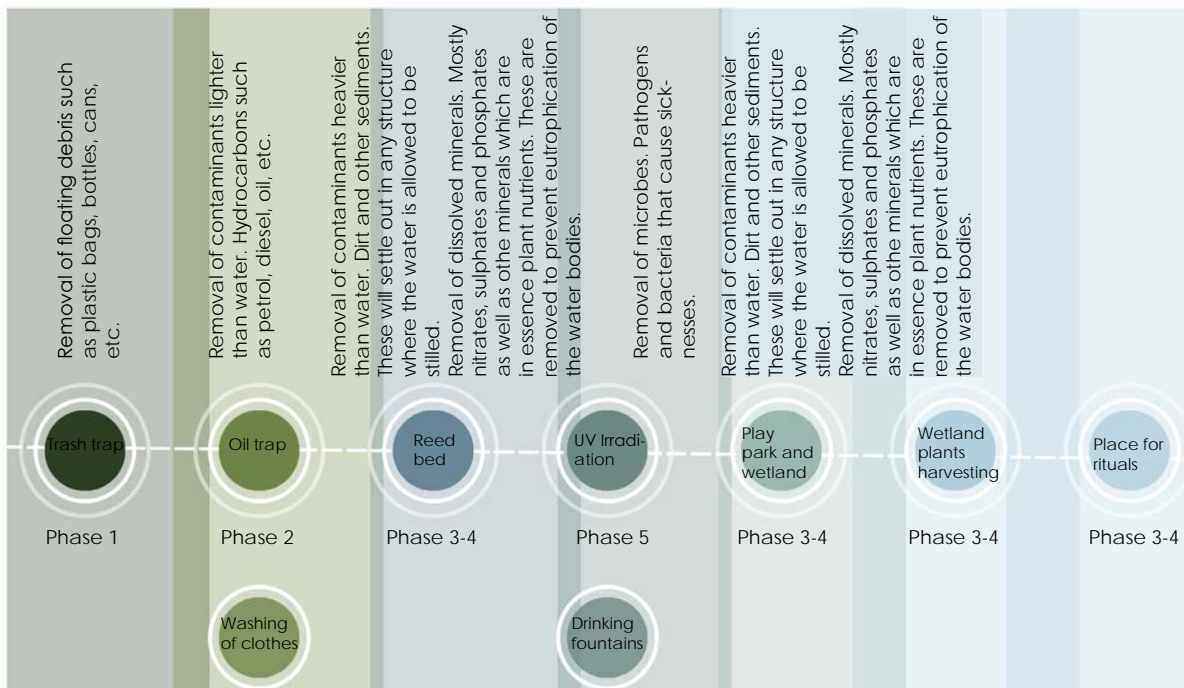 Removal of floating debris such
as plastic bags, bottles, cans,
etc.
Removal of contaminants lighter
than water. Hydrocarbons such
as petrol, diesel, oil, etc.
Removal of contaminants heavier
than water. Dirt and other sediments.
These will settle out in any structure
where the water is allowed to be
stilled.
Removal of dissolved minerals. Mostly
nitrates, sulphates and phosphates
as well as othe minerals which are
in essence plant nutrients. These are
removed to prevent eutrophication of
the water bodies.
Removal of microbes. Pathogens
and bacteria that cause sick-
nesses.
Removal of contaminants heavier
than water. Dirt and other sediments.
These will settle out in any structure
where the water is allowed to be
stilled.
Removal of dissolved minerals. Mostly
nitrates, sulphates and phosphates
as well as othe minerals which are
in essence plant nutrients. These are
removed to prevent eutrophication of
the water bodies.
Trash trap
Oil trap
Reed
bed
UV Irradi-
ation
Play
park and
wetland
Wetland
plants
harvesting
Place for
rituals
Phase 1
Phase 2
Phase 3-4
Phase 5
Phase 3-4
Phase 3-4
Phase 3-4
Washing
of clothes
Drinking
fountains